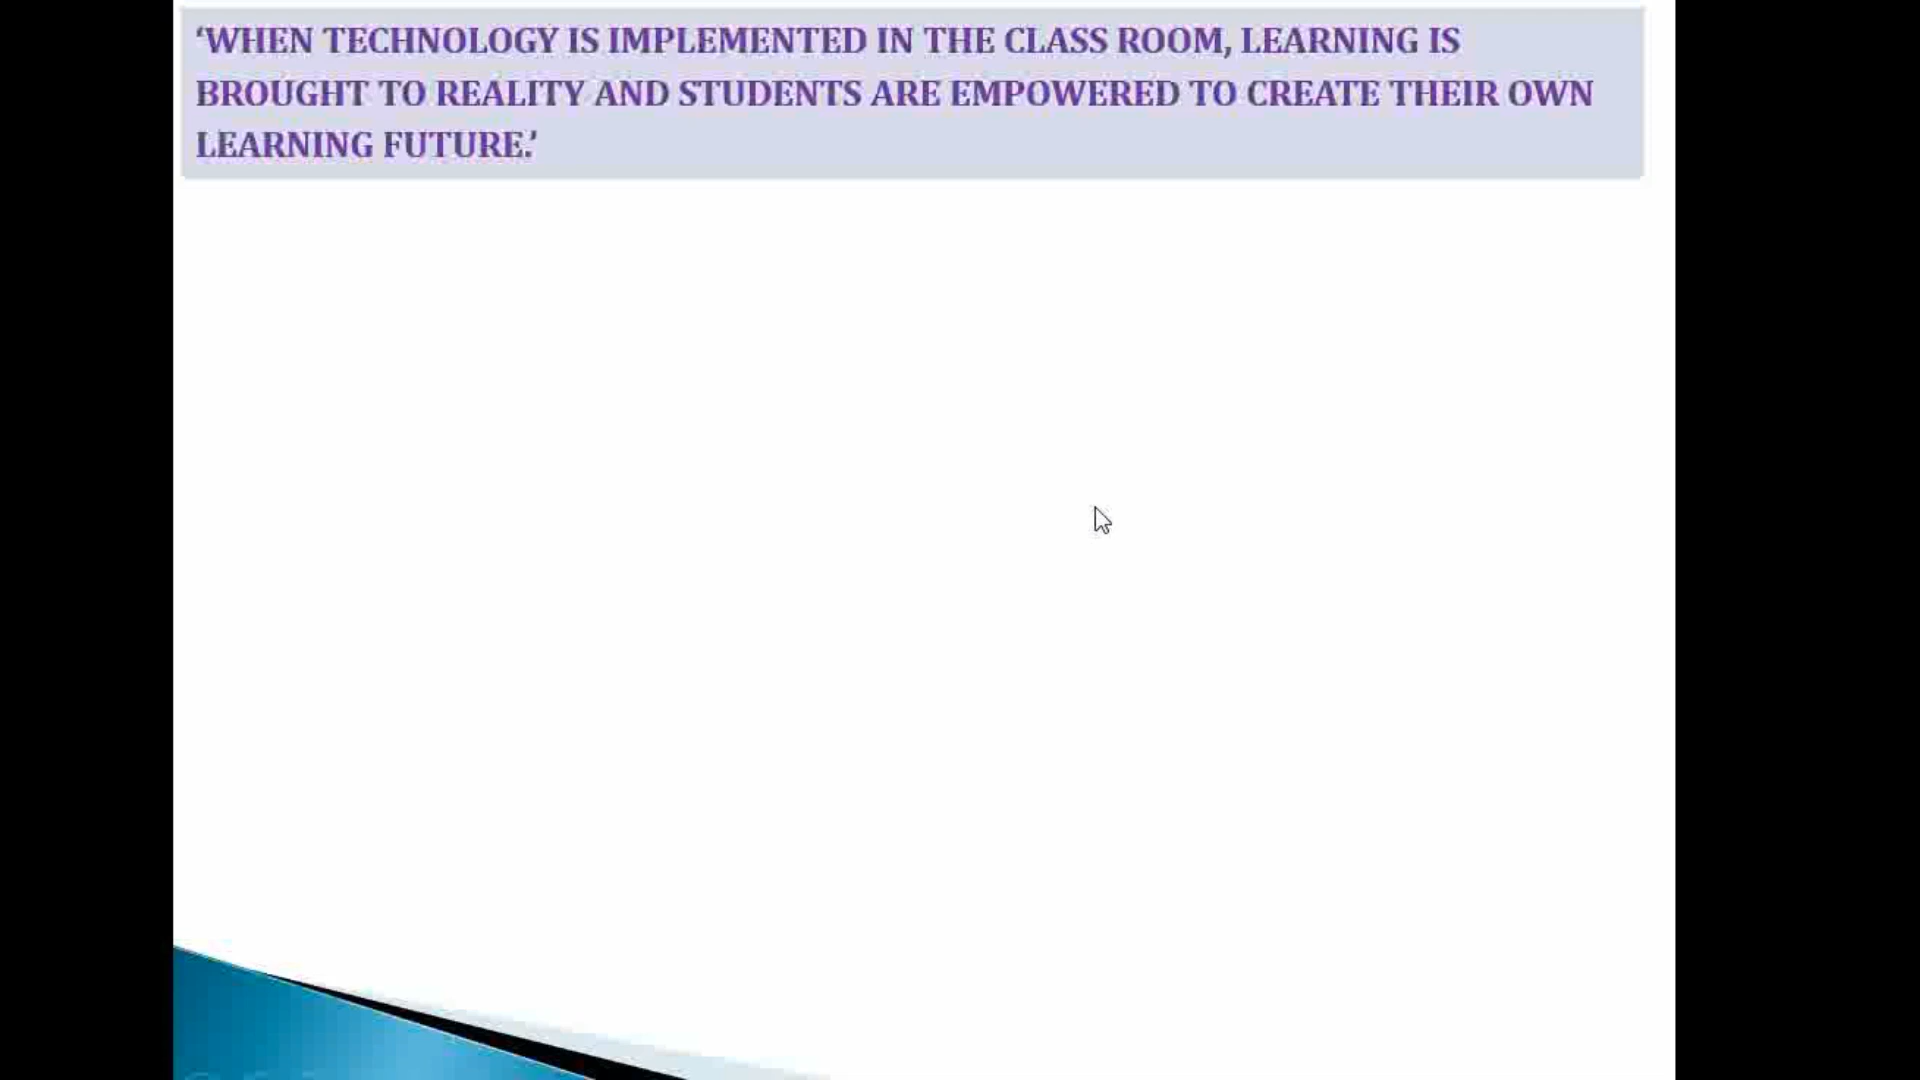 ‘WHEN TECHNOLOGY IS IMPLEMENTED IN THE CLASS ROOM, LEARNING IS
BROUGHT TO REALITY AND STUDENTS ARE EMPOWERED TO CREATE THEIR OWN
LEARNING FUTURE.’